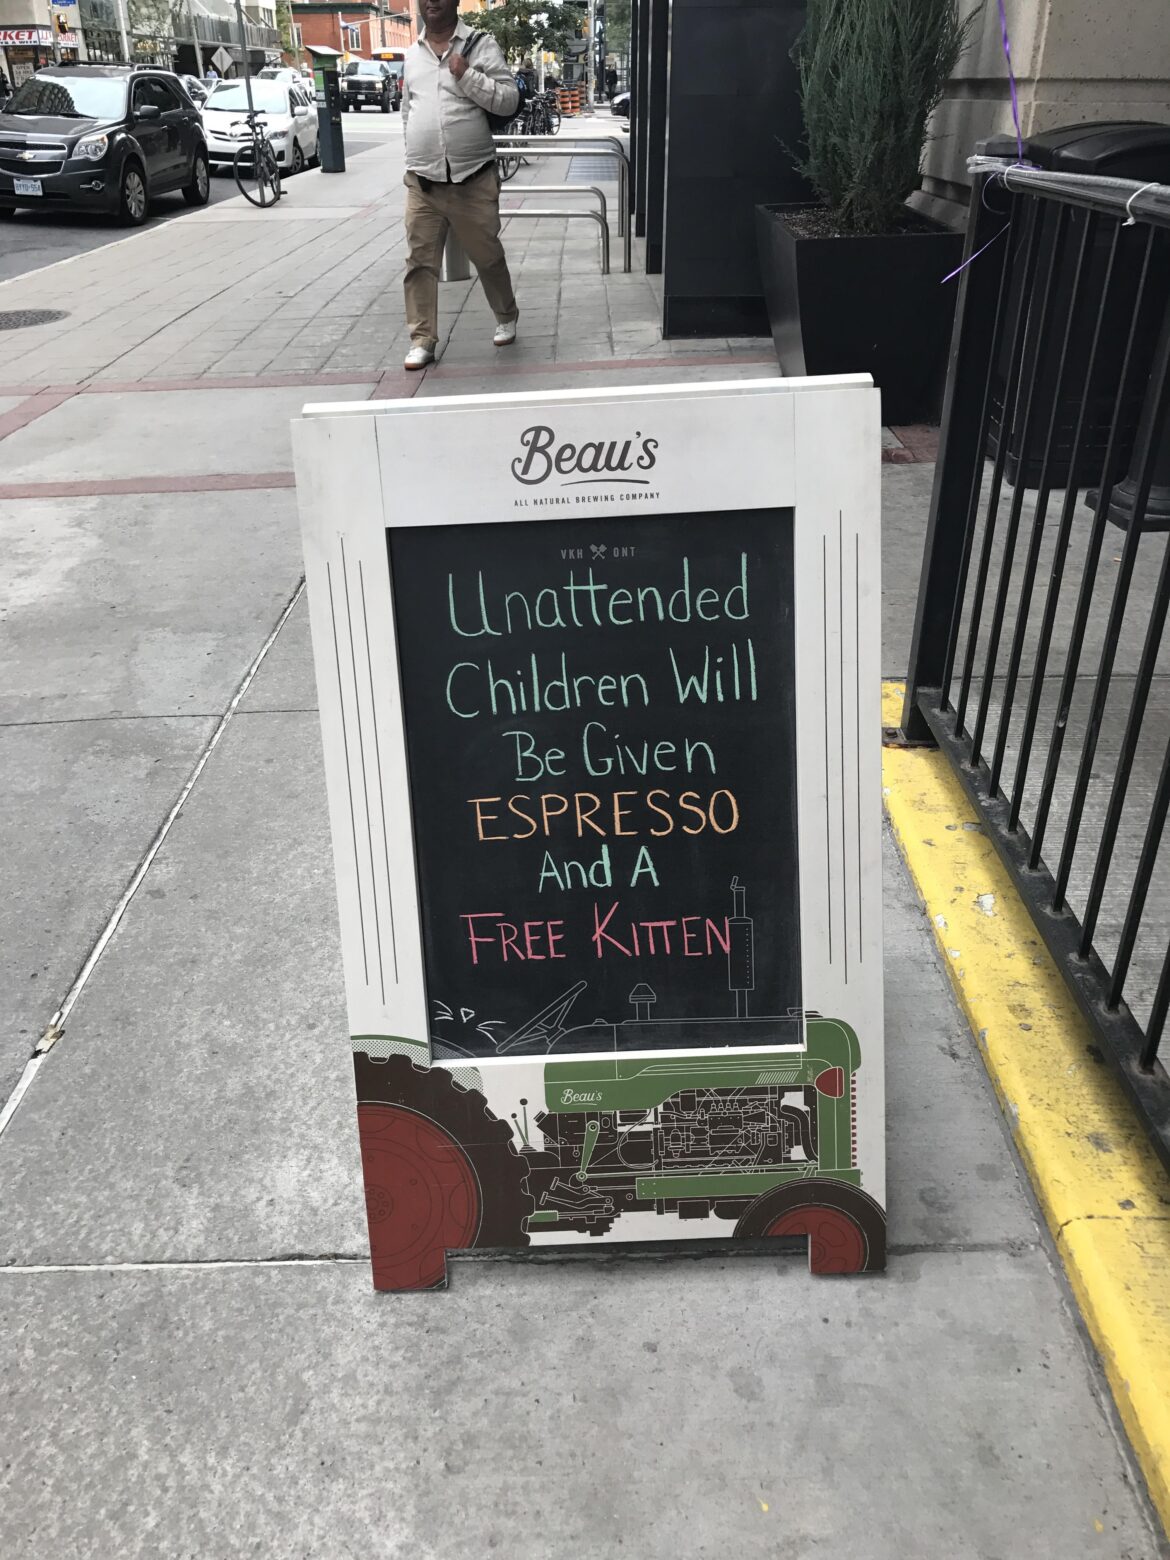 Beau's
ALL NATURAL BREWING COMPANY
VKH ONT
Unattended
Children Will
Be Given
ESPRESSO
And A
FREE KITTEN
Beau's